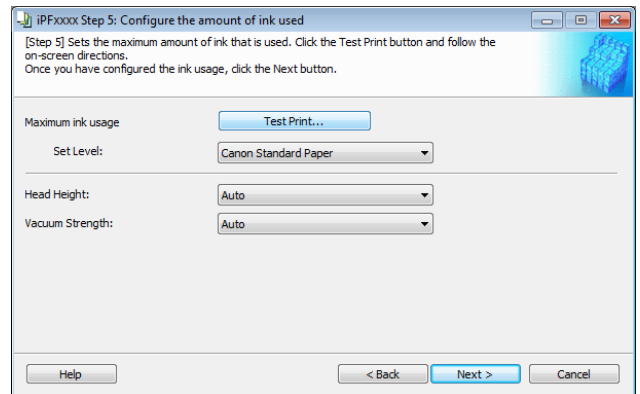 iPFxxxx Step 5: Configure the amount of ink used
[Step 5] Sets the maximum amount of ink that is used. Click the Test Print button and follow the
on-screen directions.
Once you have configured the ink usage, click the Next button.
Maximum ink usage Test Print...
Set Level: Canon Standard Paper
Head Height: Auto
Vacuum Strength: Auto
Help < Back Next > Cancel